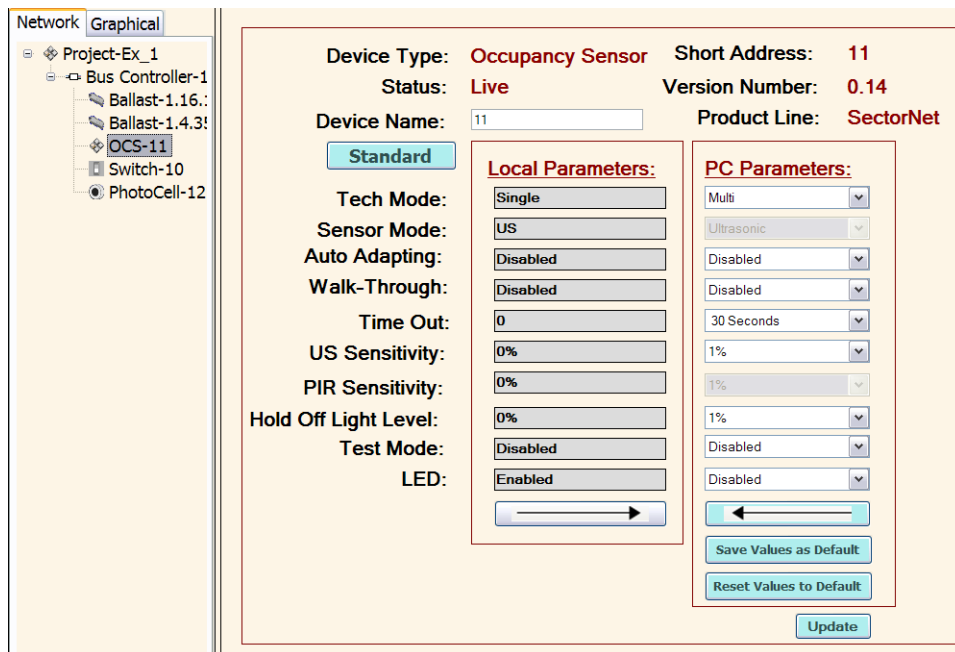 Network Graphical
Project-Ex_1
Bus Controller-1
Ballast-1.16.1
Ballast-1.4.35
OCS-11
Switch-10
PhotoCell-12
Device Type: Occupancy Sensor Short Address: 11
Status: Live Version Number: 0.14
Device Name: 11 Product Line: SectorNet
Standard
Local Parameters: PC Parameters:
Tech Mode: Single Multi
Sensor Mode: US Ultrasonic
Auto Adapting: Disabled Disabled
Walk-Through: Disabled Disabled
Time Out: 0 30 Seconds
US Sensitivity: 0% 1%
PIR Sensitivity: 0% 1%
Hold Off Light Level: 0% 1%
Test Mode: Disabled Disabled
LED: Enabled Disabled
Save Values as Default
Reset Values to Default
Update